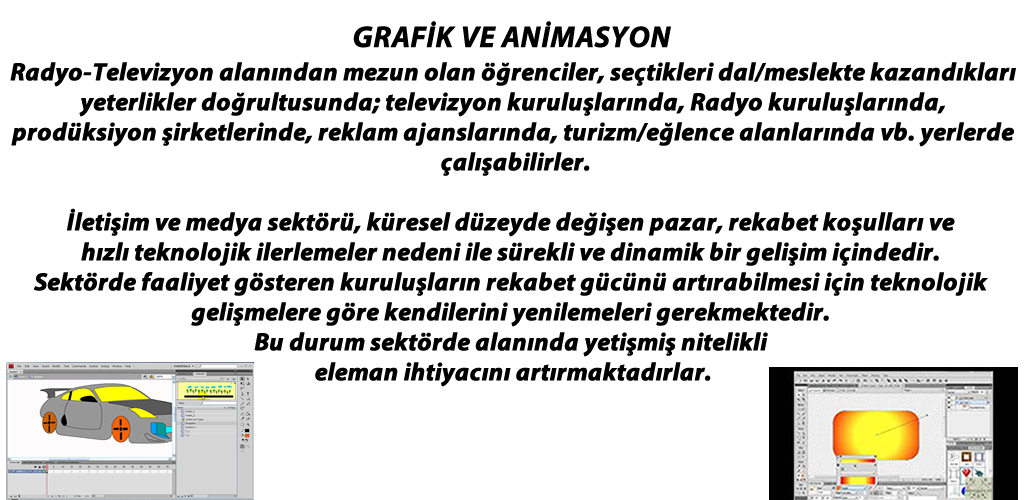 GRAFİK VE ANİMASYON
Radyo-Televizyon alanından mezun olan öğrenciler, seçtikleri dal/meslekte kazandıkları
yeterlikler doğrultusunda; televizyon kuruluşlarında, Radyo kuruluşlarında,
prodüksiyon şirketlerinde, reklam ajanslarında, turizm/eğlence alanlarında vb. yerlerde
çalışabilirler.
İletişim ve medya sektörü, küresel düzeyde değişen pazar, rekabet koşulları ve
hızlı teknolojik ilerlemeler nedeni ile sürekli ve dinamik bir gelişim içindedir.
Sektörde faaliyet gösteren kuruluşların rekabet gücünü artırabilmesi için teknolojik
gelişmelere göre kendilerini yenilemeleri gerekmektedir.
Bu durum sektörde alanında yetişmiş nitelikli
eleman ihtiyacını artırmaktadırlar.